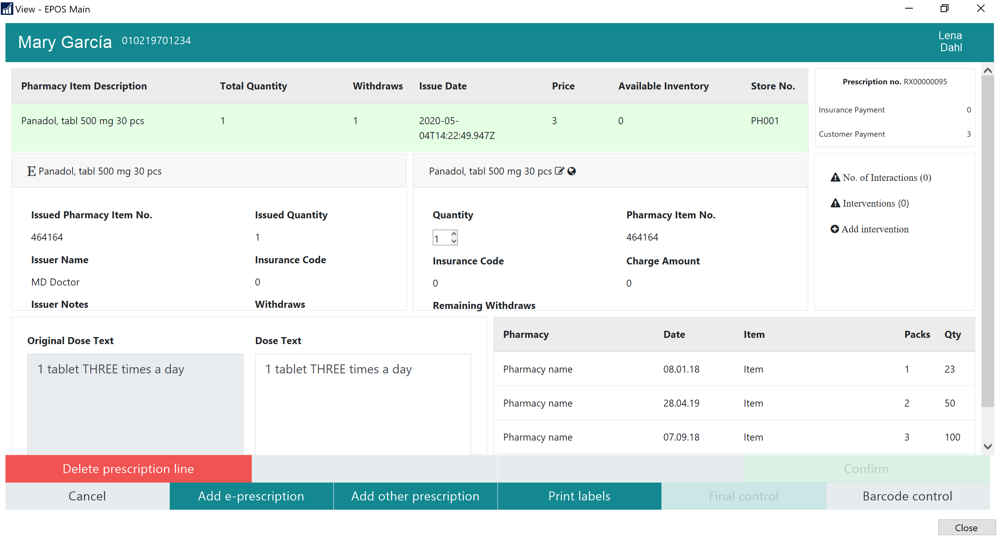 View - EPOS Main
Mary García 010219701234
Lena
Dahl
Pharmacy Item Description Total Quantity Withdraws Issue Date Price Available Inventory Store No.
Panadol, tabl 500 mg 30 pcs 1 1 2020-05- 3 0 PH001
04T14:22:49.947Z
Prescription no. RX00000095
Insurance Payment 0
Customer Payment 3
E Panadol, tabl 500 mg 30 pcs
Issued Pharmacy Item No. Issued Quantity
464164 1
Issuer Name Insurance Code
MD Doctor 0
Issuer Notes Withdraws
Panadol, tabl 500 mg 30 pcs
Quantity Pharmacy Item No.
1 464164
Insurance Code Charge Amount
0 0
Remaining Withdraws
No. of Interactions (0)
Interventions (0)
Add intervention
Original Dose Text Dose Text
1 tablet THREE times a day 1 tablet THREE times a day
Pharmacy Date Item Packs Qty
Pharmacy name 08.01.18 Item 1 23
Pharmacy name 28.04.19 Item 2 50
Pharmacy name 07.09.18 Item 3 100
Delete prescription line Confirm
Cancel Add e-prescription Add other prescription Print labels Final control Barcode control
Close